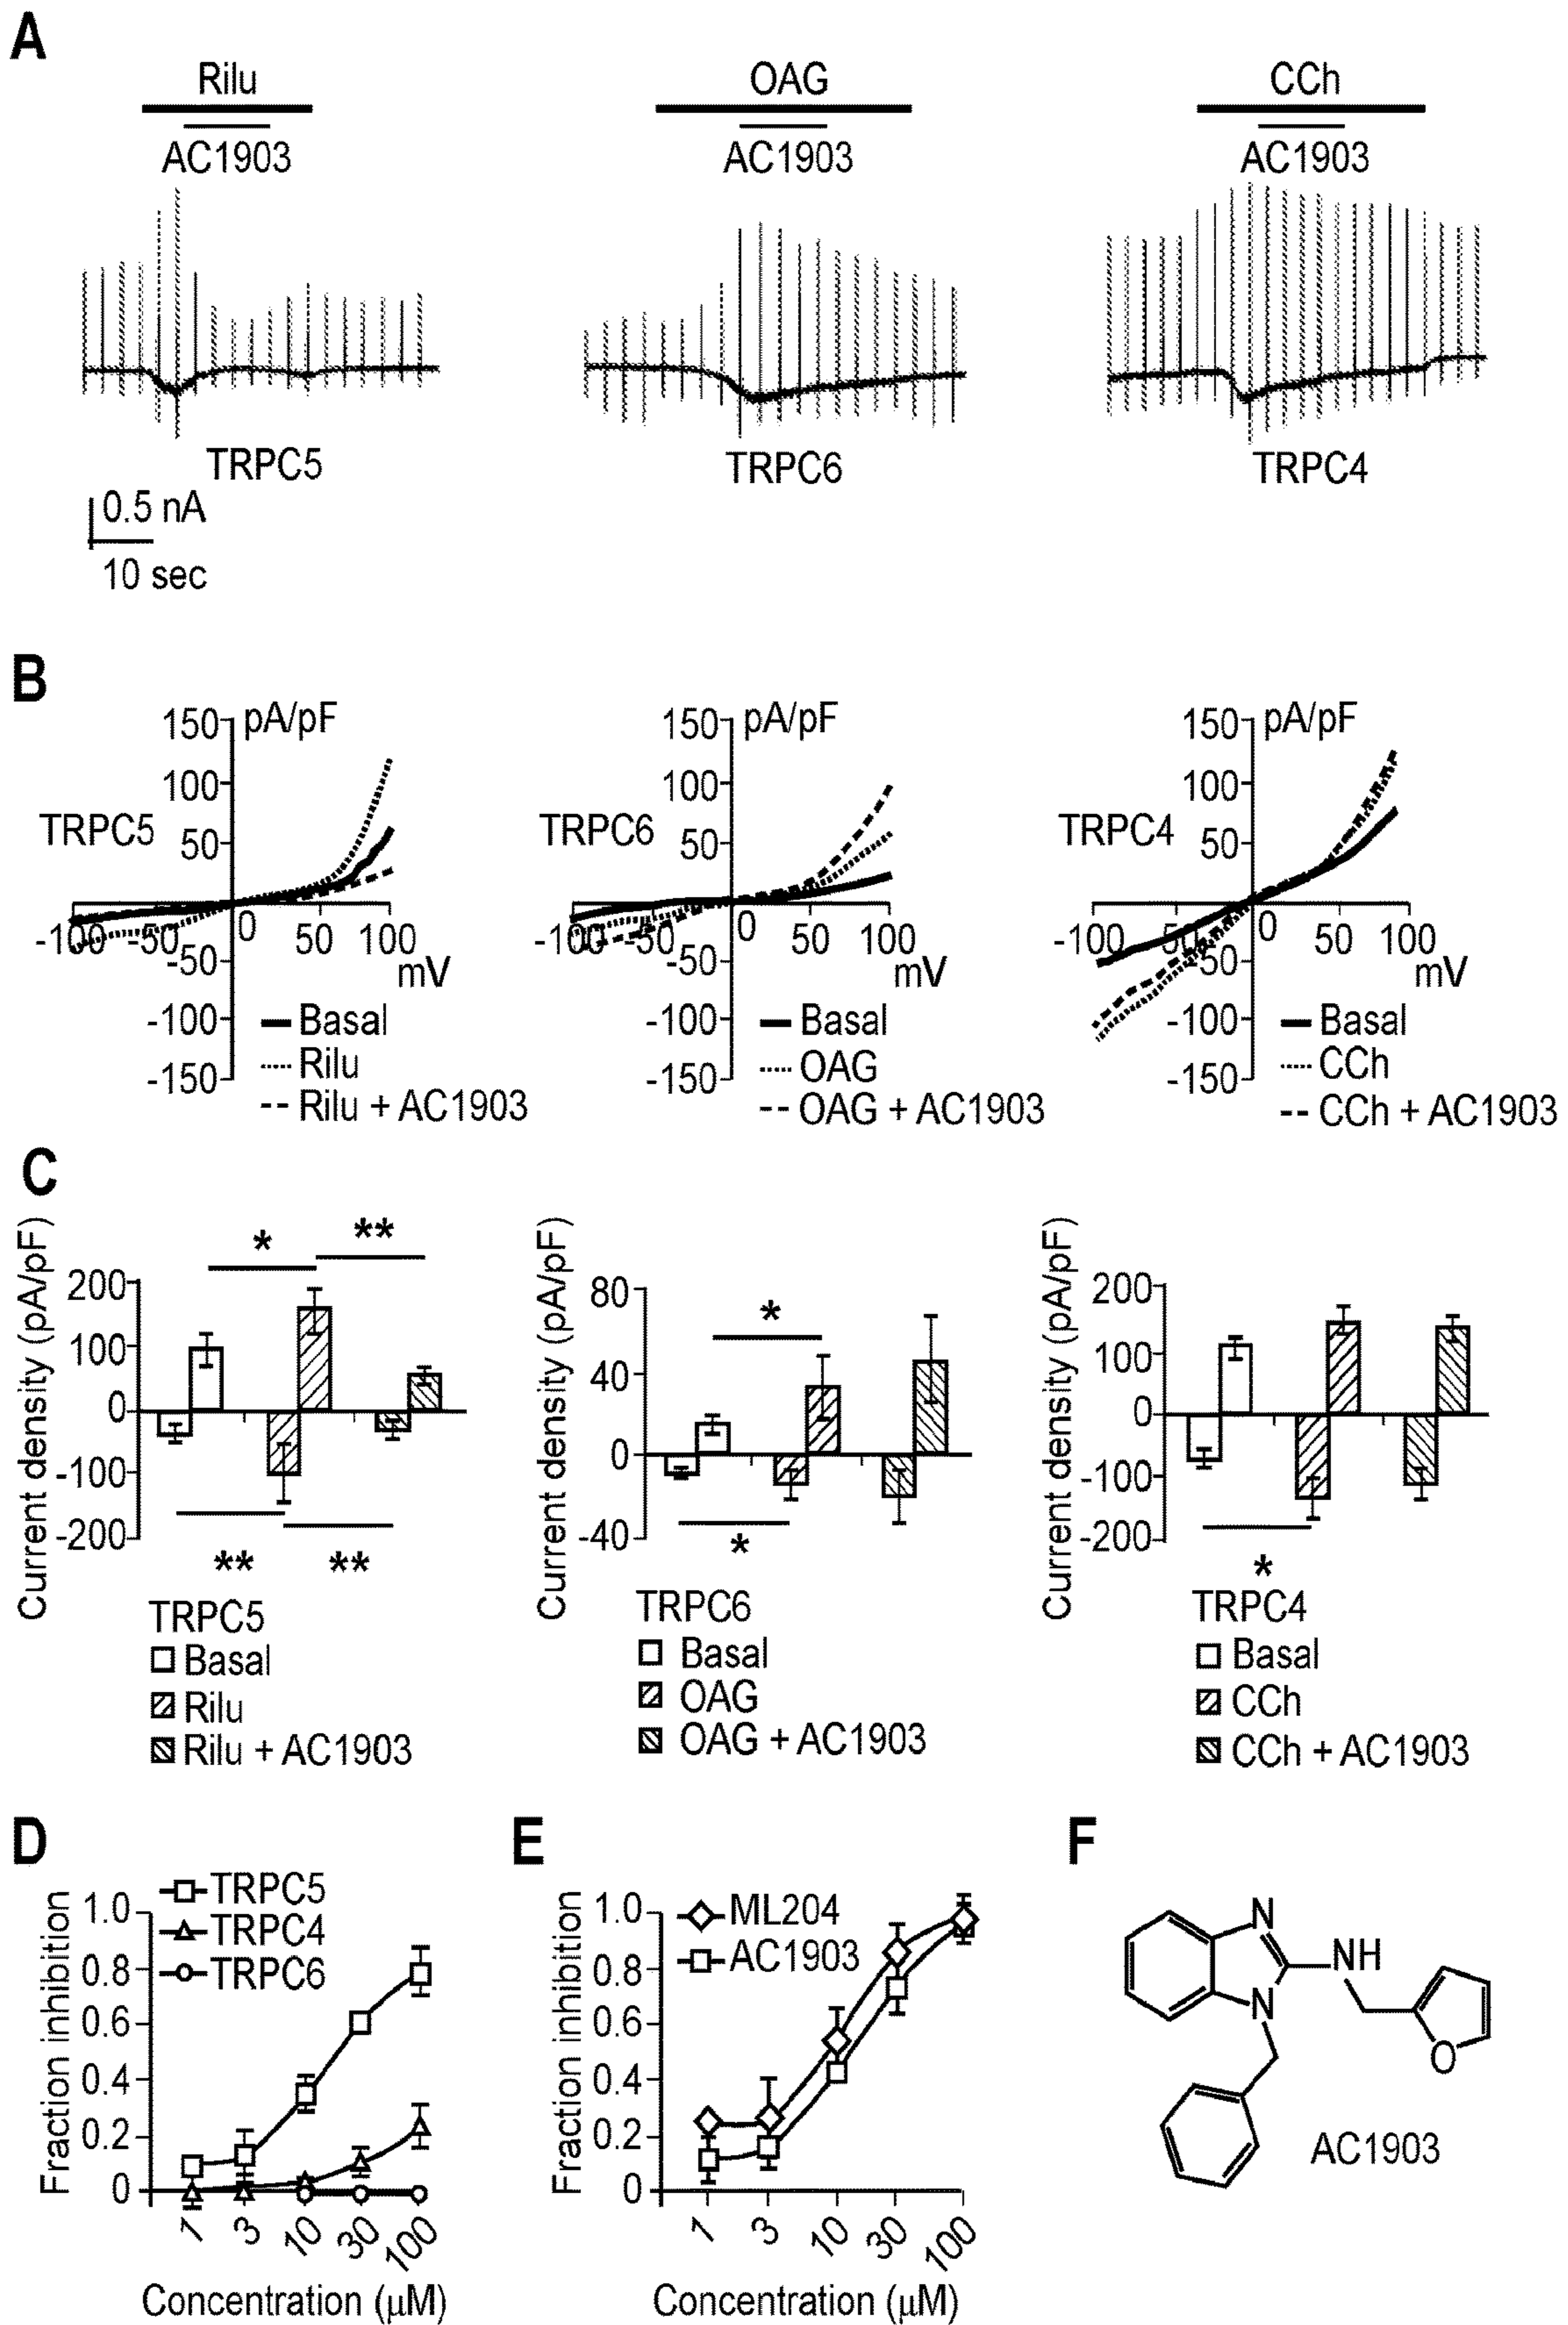 A
Rilu
OAG
CCh
AC1903
AC1903
AC1903
TRPC5
TRPC6
TRPC4
0.5 nA
10 sec
B
150 pA/pF
100
TRPC5
50
-100 -50 0 50 100
-50
mV
-100
-150
Basal
Rilu
Rilu + AC1903
150 pA/pF
100
TRPC6
50
-100 -50 0 50 100
-50
mV
-100
-150
Basal
OAG
OAG + AC1903
150 pA/pF
100
TRPC4
50
-100 -50 0 50 100
-50
mV
-100
-150
Basal
CCh
CCh + AC1903
C
Current density (pA/pF)
200
100
0
-100
-200
* **
** **
TRPC5
Basal
Rilu
Rilu + AC1903
Current density (pA/pF)
80
40
0
-40
*
*
TRPC6
Basal
OAG
OAG + AC1903
Current density (pA/pF)
200
100
0
-100
-200
*
TRPC4
Basal
CCh
CCh + AC1903
D
TRPC5
TRPC4
TRPC6
Fraction inhibition
1.0
0.8
0.6
0.4
0.2
0
1 3 10 30 100
Concentration (μM)
E
ML204
AC1903
Fraction inhibition
1.0
0.8
0.6
0.4
0.2
0
1 3 10 30 100
Concentration (μM)
F
N
NH
N
O
AC1903